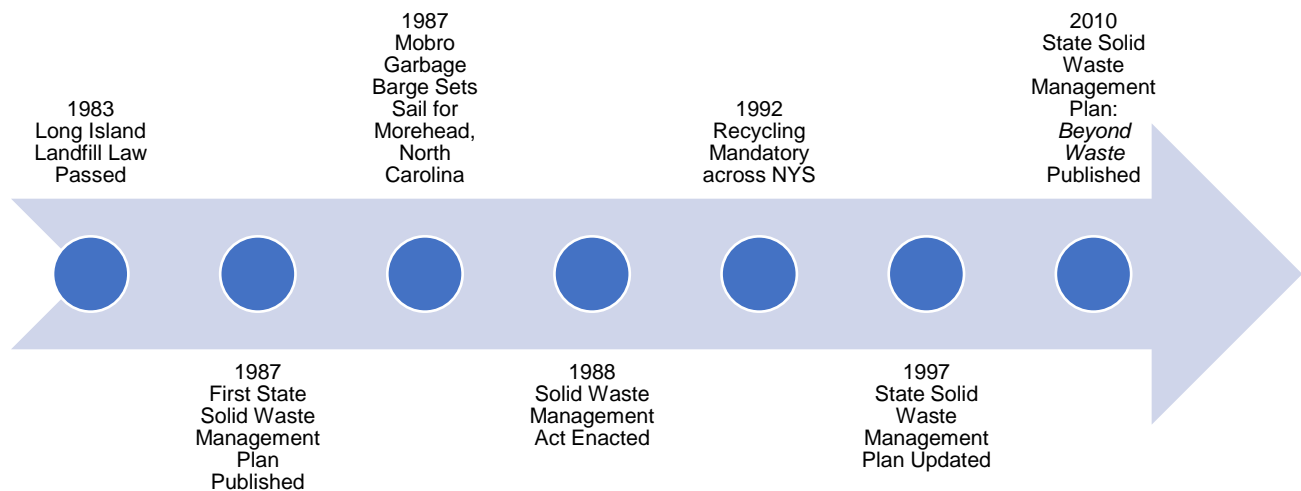 1983
Long Island
Landfill Law
Passed
1987
First State
Solid Waste
Management
Plan
Published
1987
Mobro
Garbage
Barge Sets
Sail for
Morehead,
North
Carolina
1988
Solid Waste
Management
Act Enacted
1992
Recycling
Mandatory
across NYS
1997
State Solid
Waste
Management
Plan Updated
2010
State Solid
Waste
Management
Plan:
Beyond
Waste
Published